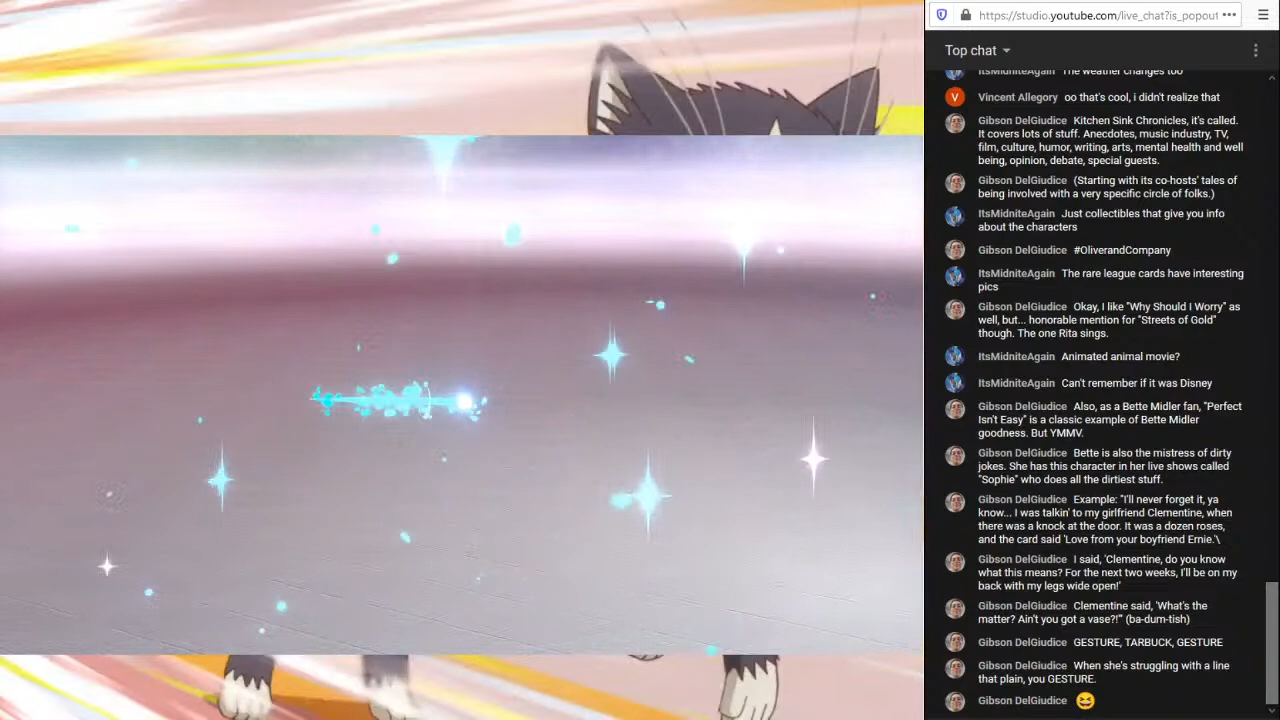 https://studio.youtube.com/live_chat?is_popout
Top chat
ItsMidniteAgain The weather changes too
Vincent Allegory oo that's cool, i didn't realize that
V
Gibson DelGiudice Kitchen Sink Chronicles, it's called.
It covers lots of stuff. Anecdotes, music industry, TV,
film, culture, humor, writing, arts, mental health and well
being, opinion, debate, special guests.
Gibson DelGiudice (Starting with its co-hosts' tales of
being involved with a very specific circle of folks.)
ItsMidniteAgain Just collectibles that give you info
about the characters
Gibson DelGiudice #OliverandCompany
ItsMidniteAgain The rare league cards have interesting
pics
Gibson DelGiudice Okay, I like "Why Should I Worry" as
well, but... honorable mention for "Streets of Gold"
though. The one Rita sings.
ItsMidniteAgain Animated animal movie?
ItsMidniteAgain Can't remember if it was Disney
Gibson DelGiudice Also, as a Bette Midler fan, "Perfect
Isn't Easy" is a classic example of Bette Midler
goodness. But YMMV.
Gibson DelGiudice Bette is also the mistress of dirty
jokes. She has this character in her live shows called
"Sophie" who does all the dirtiest stuff.
Gibson DelGiudice Example: "I'll never forget it, ya
know... I was talkin' to my girlfriend Clementine, when
there was a knock at the door. It was a dozen roses,
and the card said 'Love from your boyfriend Ernie.'\
Gibson DelGiudice I said, 'Clementine, do you know
what this means? For the next two weeks, I'll be on my
back with my legs wide open!'
Gibson DelGiudice Clementine said, 'What's the
matter? Ain't you got a vase?!" (ba-dum-tish)
Gibson DelGiudice GESTURE, TARBUCK, GESTURE
Gibson DelGiudice When she's struggling with a line
that plain, you GESTURE.
Gibson DelGiudice 😆